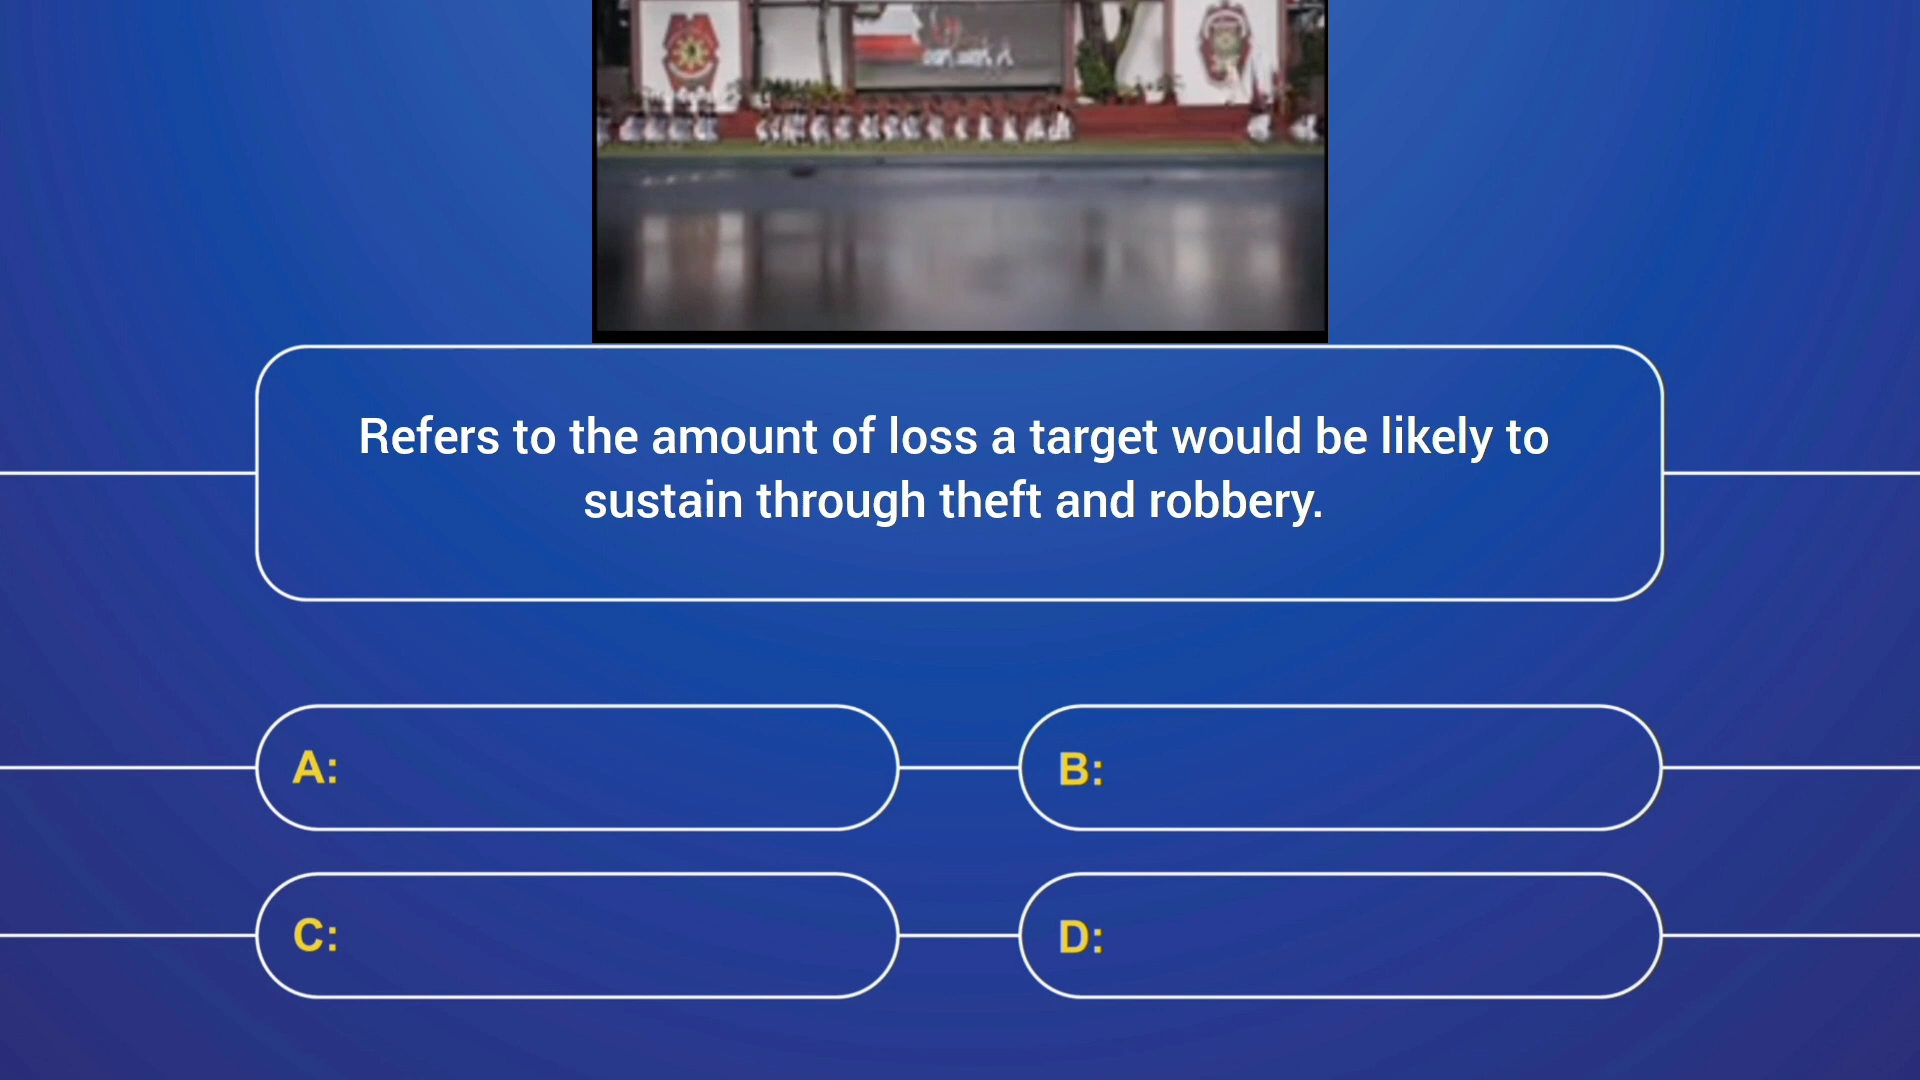 Refers to the amount of loss a target would be likely to
sustain through theft and robbery.
A:
B:
C:
D: